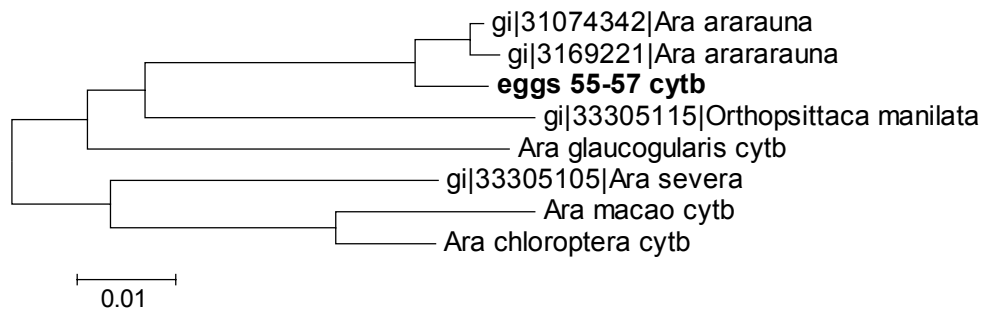 gi|31074342|Ara ararauna
gi|3169221|Ara arararauna
eggs 55-57 cytb
gi|33305115|Orthopsittaca manilata
Ara glaucogularis cytb
gi|33305105|Ara severa
Ara macao cytb
Ara chloroptera cytb
0.01